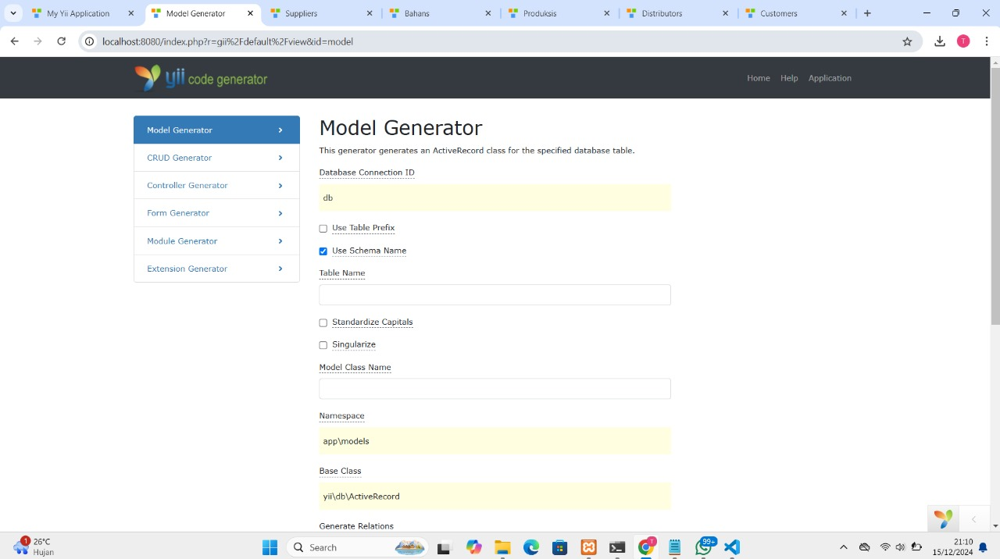 My Yii Application
Model Generator
Suppliers
Bahans
Produksis
Distributors
Customers
localhost:8080/index.php?r=gii%2Fdefault%2Fview&id=model
T
yii code generator
Home
Help
Application
Model Generator
CRUD Generator
Controller Generator
Form Generator
Module Generator
Extension Generator
Model Generator
This generator generates an ActiveRecord class for the specified database table.
Database Connection ID
db
Use Table Prefix
Use Schema Name
Table Name
Standardize Capitals
Singularize
Model Class Name
Namespace
app\models
Base Class
yii\db\ActiveRecord
Generate Relations
1
26°C
Hujan
Search
T
99+
21:10
15/12/2024